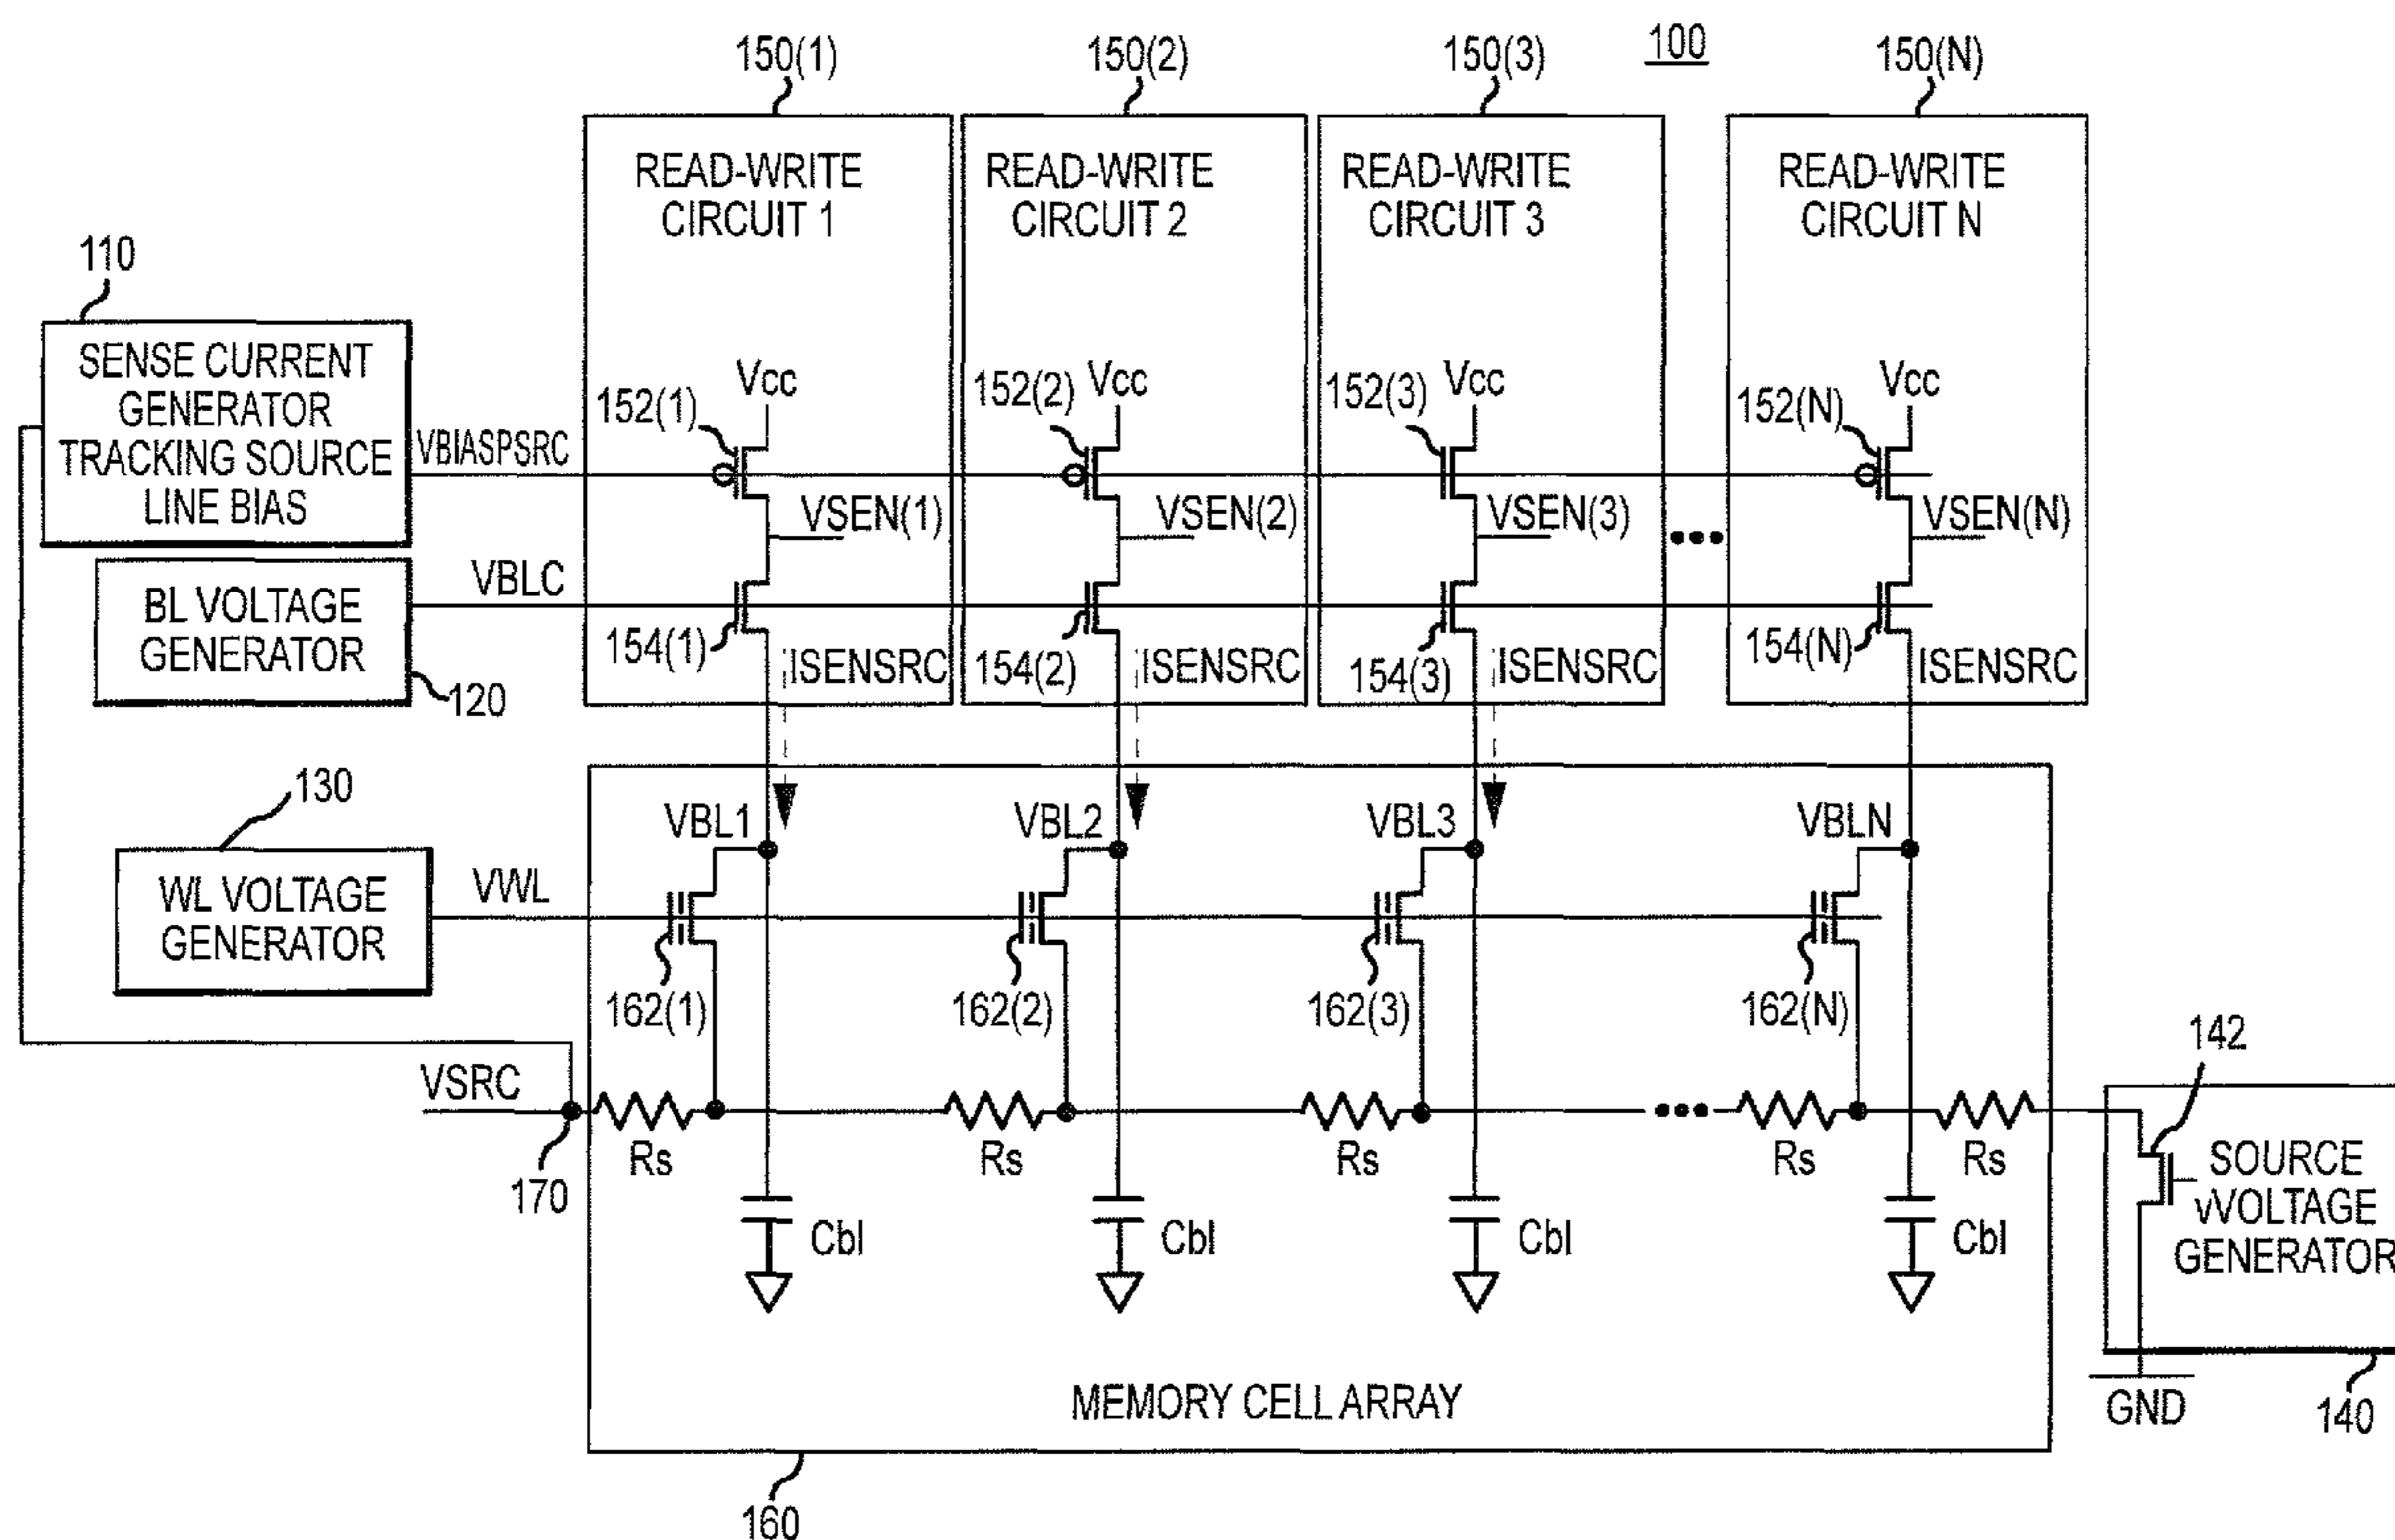 150(1)
150(2)
150(3)
100
150(N)
READ-WRITE
CIRCUIT 1
READ-WRITE
CIRCUIT 2
READ-WRITE
CIRCUIT 3
READ-WRITE
CIRCUIT N
110
SENSE CURRENT
GENERATOR
TRACKING SOURCE
LINE BIAS
VBIASPSRC
152(1)
Vcc
152(2)
Vcc
152(3)
Vcc
152(N)
Vcc
VSEN(1)
VSEN(2)
VSEN(3)
VSEN(N)
BL VOLTAGE
GENERATOR
VBLC
120
154(1)
ISENSRC
154(2)
ISENSRC
154(3)
ISENSRC
154(N)
ISENSRC
130
VBL1
VBL2
VBL3
VBLN
WL VOLTAGE
GENERATOR
VWL
162(1)
162(2)
162(3)
162(N)
142
VSRC
170
Rs
Rs
Rs
Rs
Rs
SOURCE
vVOLTAGE
GENERATOR
Cbl
Cbl
Cbl
Cbl
MEMORY CELL ARRAY
GND
140
160